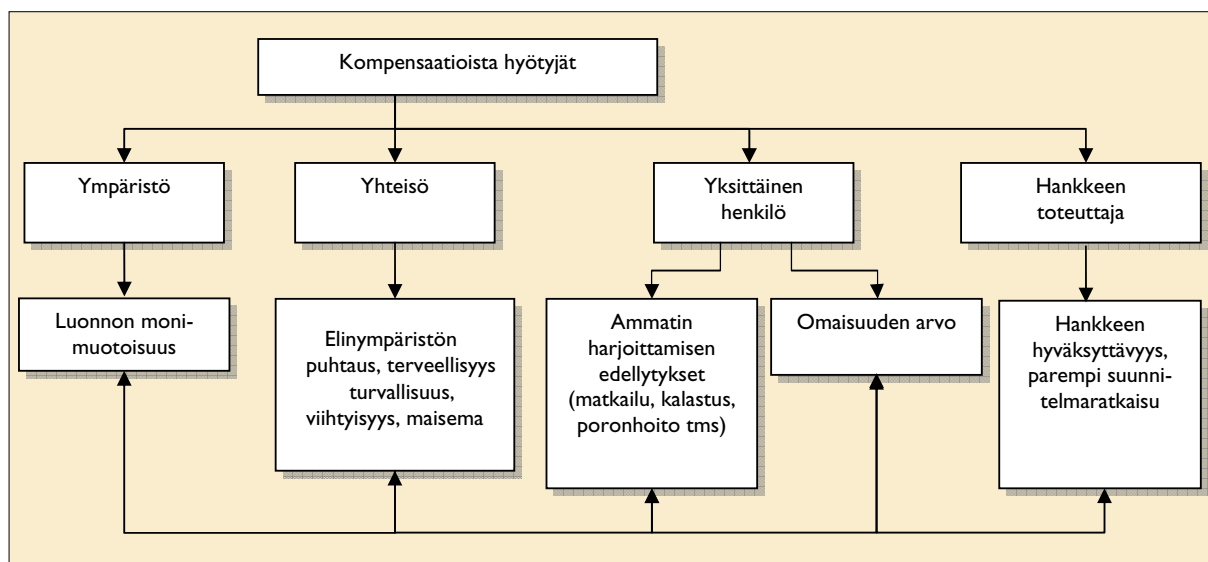 Kompensaatioista hyötyjät
Ympäristö
Yhteisö
Yksittäinen
henkilö
Hankkeen
toteuttaja
Luonnon moni-
muotoisuus
Elinympäristön
puhtaus, terveellisyys
turvallisuus,
viihtyisyys, maisema
Ammatin
harjoittamisen
edellytykset
(matkailu, kalastus,
poronhoito tms)
Omaisuuden arvo
Hankkeen
hyväksyttävyys,
parempi suunni-
telmaratkaisu